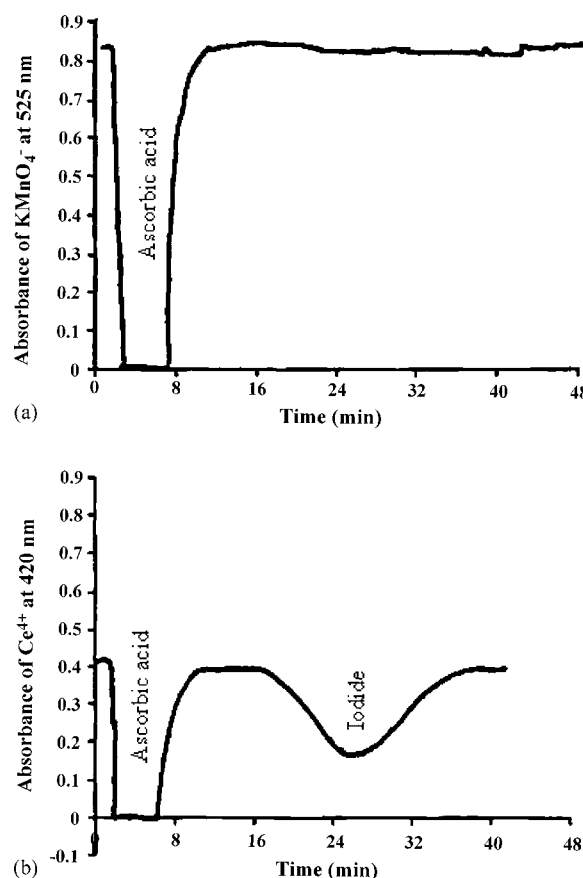 Absorbance of KMnO₄⁻ at 525 nm
0.9
0.8
0.7
0.6
0.5
0.4
0.3
0.2
0.1
0
Ascorbic acid
0 8 16 24 32 40 48
(a)
Time (min)
Absorbance of Ce⁴⁺ at 420 nm
0.9
0.8
0.7
0.6
0.5
0.4
0.3
0.2
0.1
0
-0.1
Ascorbic acid
Iodide
0 8 16 24 32 40 48
(b)
Time (min)